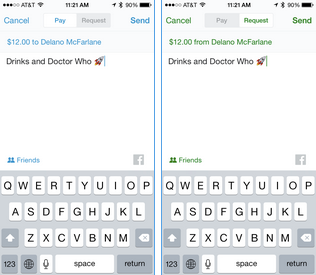 AT&T 11:21 AM 90%
Cancel Pay Request Send
$12.00 to Delano McFarlane
Drinks and Doctor Who 🚀
Friends f
Q W E R T Y U I O P
A S D F G H J K L
Z X C V B N M
123 space return
AT&T 11:21 AM 90%
Cancel Pay Request Send
$12.00 from Delano McFarlane
Drinks and Doctor Who 🚀
Friends f
Q W E R T Y U I O P
A S D F G H J K L
Z X C V B N M
123 space return